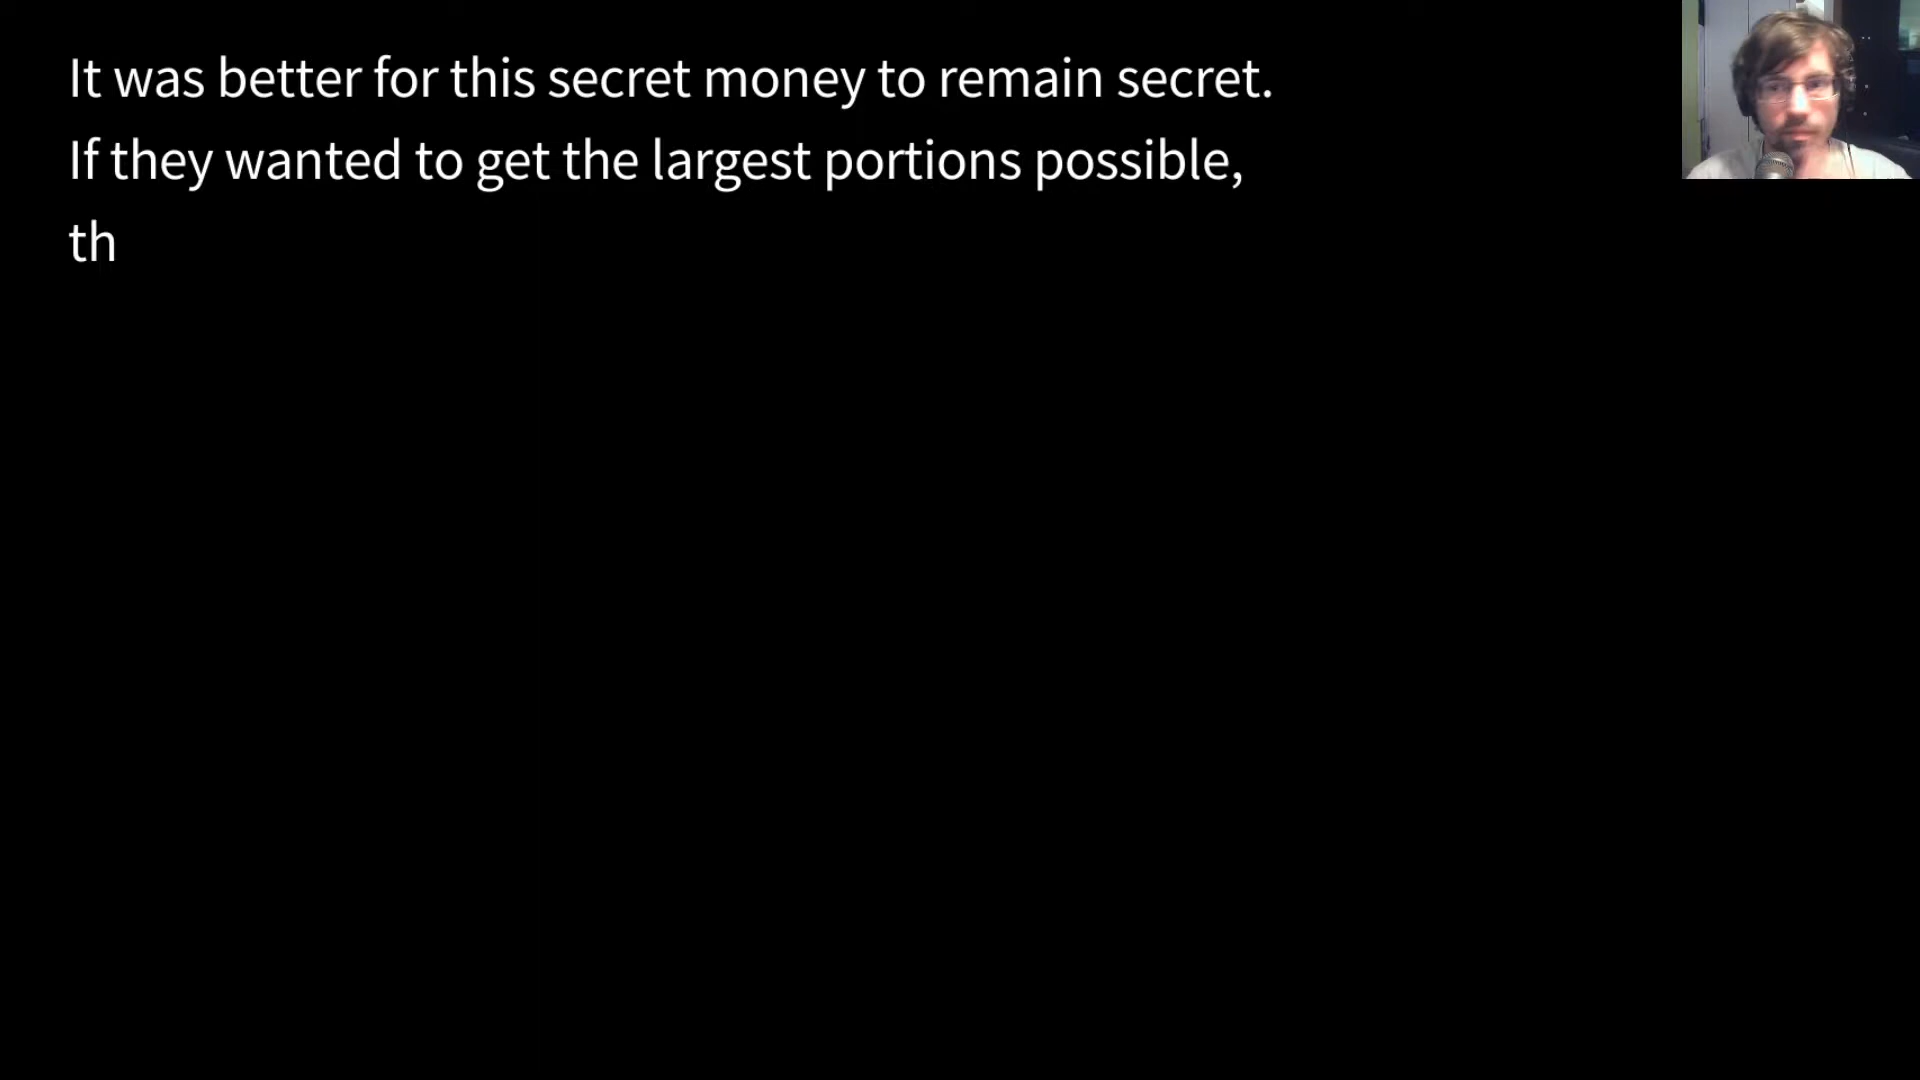 It was better for this secret money to remain secret.
If they wanted to get the largest portions possible,
th